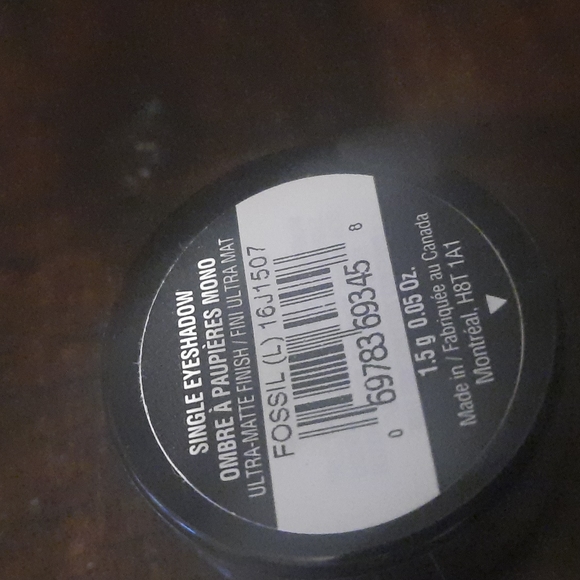 SINGLE EYESHADOW
OMBRE À PAUPIÈRES MONO
ULTRA-MATTE FINISH / FINI ULTRA MAT
FOSSIL (L) 16J1507
0 69783 69345 8
1.5 g 0.05 Oz.
Made in / Fabriquée au Canada
Montréal, H8T 1A1